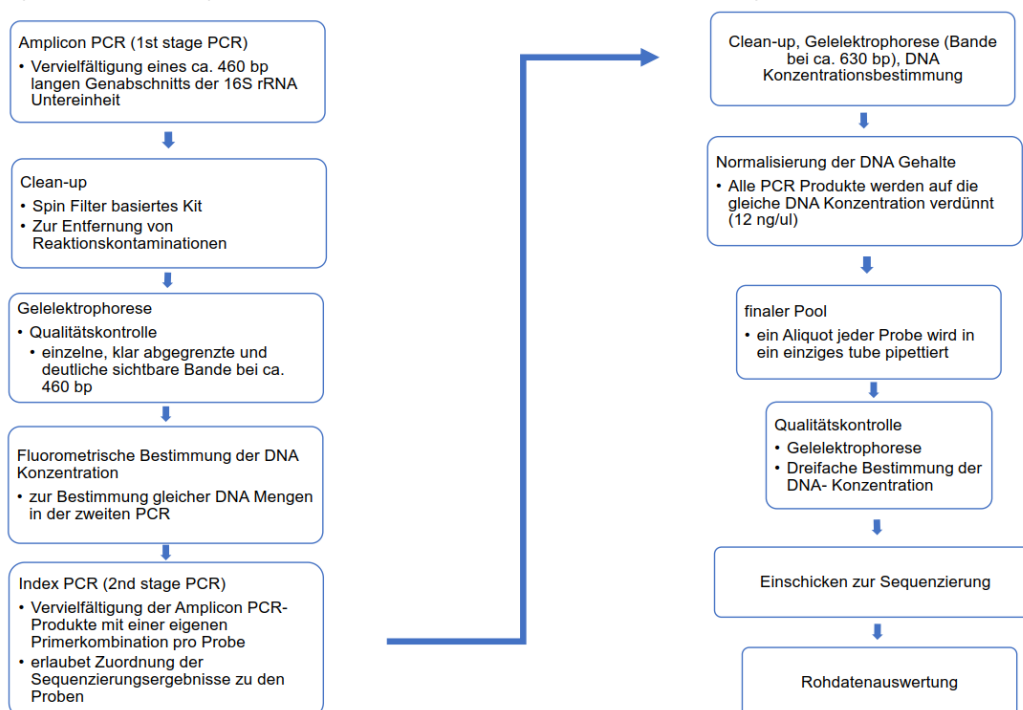 Amplicon PCR (1st stage PCR)
• Vervielfältigung eines ca. 460 bp
langen Genabschnitts der 16S rRNA
Untereinheit
Clean-up
• Spin Filter basiertes Kit
• Zur Entfernung von
Reaktionskontaminationen
Gelelektrophorese
• Qualitätskontrolle
• einzelne, klar abgegrenzte und
deutliche sichtbare Bande bei ca.
460 bp
Fluorometrische Bestimmung der DNA
Konzentration
• zur Bestimmung gleicher DNA Mengen
in der zweiten PCR
Index PCR (2nd stage PCR)
• Vervielfältigung der Amplicon PCR-
Produkte mit einer eigenen
Primerkombination pro Probe
• erlaubet Zuordnung der
Sequenzierungsergebnisse zu den
Proben
Clean-up, Gelelektrophorese (Bande
bei ca. 630 bp), DNA
Konzentrationsbestimmung
Normalisierung der DNA Gehalte
• Alle PCR Produkte werden auf die
gleiche DNA Konzentration verdünnt
(12 ng/ul)
finaler Pool
• ein Aliquot jeder Probe wird in
ein einziges tube pipettiert
Qualitätskontrolle
• Gelelektrophorese
• Dreifache Bestimmung der
DNA- Konzentration
Einschicken zur Sequenzierung
Rohdatenauswertung